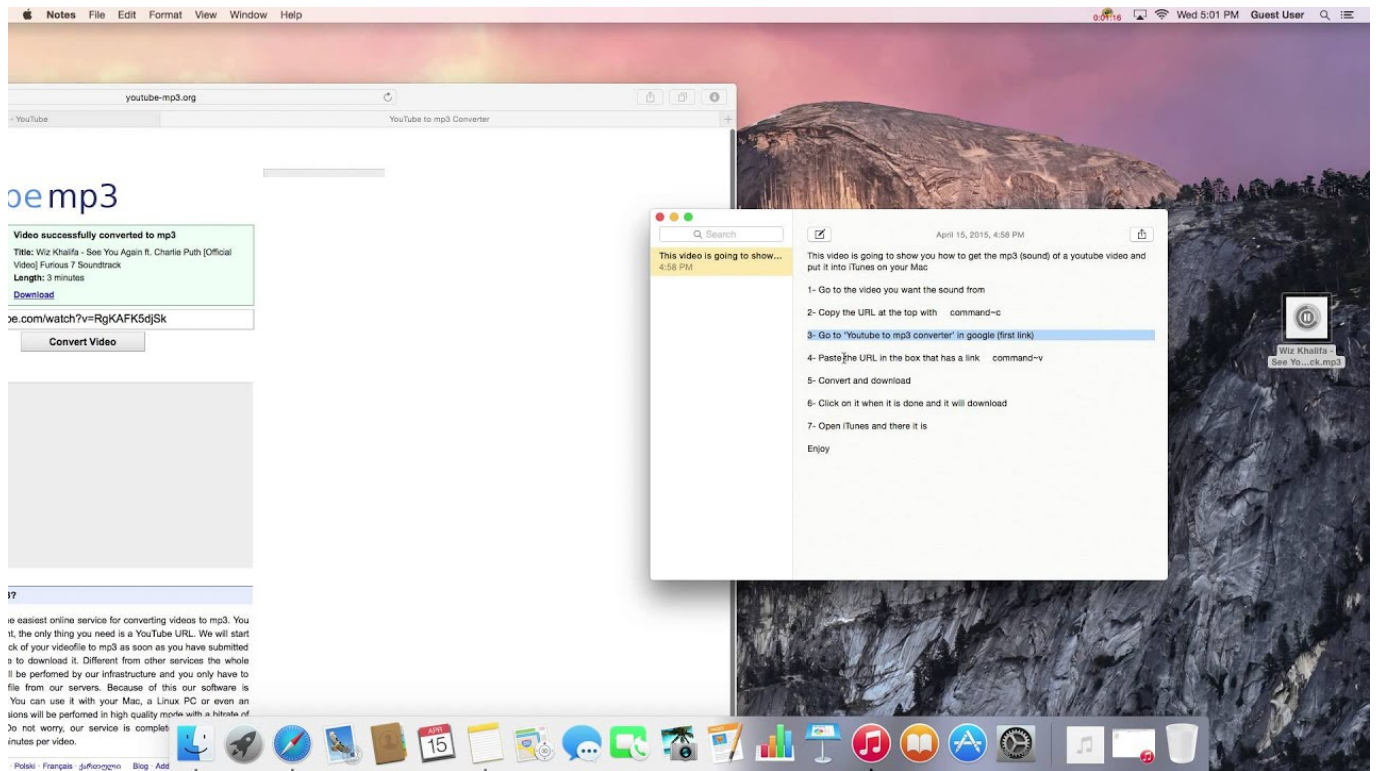 Notes File Edit Format View Window Help
0:01:16 Wed 5:01 PM Guest User
youtube-mp3.org
- YouTube
YouTube to mp3 Converter
be mp3
Video successfully converted to mp3
Title: Wiz Khalifa - See You Again ft. Charlie Puth [Official
Video] Furious 7 Soundtrack
Length: 3 minutes
Download
be.com/watch?v=RgKAFK5djSk
Convert Video
3?
e easiest online service for converting videos to mp3. You
nt, the only thing you need is a YouTube URL. We will start
ck of your videofile to mp3 as soon as you have submitted
e to download it. Different from other services the whole
ll be perfomed by our infrastructure and you only have to
file from our servers. Because of this our software is
You can use it with your Mac, a Linux PC or even an
sions will be perfomed in high quality mode with a bitrate of
Do not worry, our service is complet
inutes per video.
· Polski · Français · ქართული Blog · Add
Search
This video is going to show...
4:58 PM
April 15, 2015, 4:58 PM
This video is going to show you how to get the mp3 (sound) of a youtube video and
put it into iTunes on your Mac
1- Go to the video you want the sound from
2- Copy the URL at the top with command~c
3- Go to 'Youtube to mp3 converter' in google (first link)
4- Paste the URL in the box that has a link command~v
5- Convert and download
6- Click on it when it is done and it will download
7- Open iTunes and there it is
Enjoy
Wiz Khalifa -
See Yo...ck.mp3
APR
15